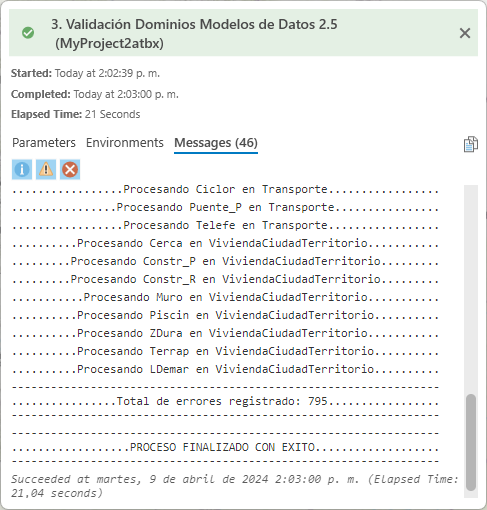 3. Validación Dominios Modelos de Datos 2.5
(MyProject2atbx)
Started: Today at 2:02:39 p. m.
Completed: Today at 2:03:00 p. m.
Elapsed Time: 21 Seconds
Parameters Environments Messages (46)
.................Procesando Ciclor en Transporte.................
................Procesando Puente_P en Transporte................
.................Procesando Telefe en Transporte.................
..........Procesando Cerca en ViviendaCiudadTerritorio...........
.........Procesando Constr_P en ViviendaCiudadTerritorio.........
.........Procesando Constr_R en ViviendaCiudadTerritorio.........
...........Procesando Muro en ViviendaCiudadTerritorio...........
..........Procesando Piscin en ViviendaCiudadTerritorio..........
..........Procesando ZDura en ViviendaCiudadTerritorio...........
..........Procesando Terrap en ViviendaCiudadTerritorio..........
..........Procesando LDemar en ViviendaCiudadTerritorio..........
-----------------------------------------------------------------
................Total de errores registrado: 795.................
-----------------------------------------------------------------
-----------------------------------------------------------------
..................PROCESO FINALIZADO CON EXITO...................
-----------------------------------------------------------------
Succeeded at martes, 9 de abril de 2024 2:03:00 p. m. (Elapsed Time:
21,04 seconds)